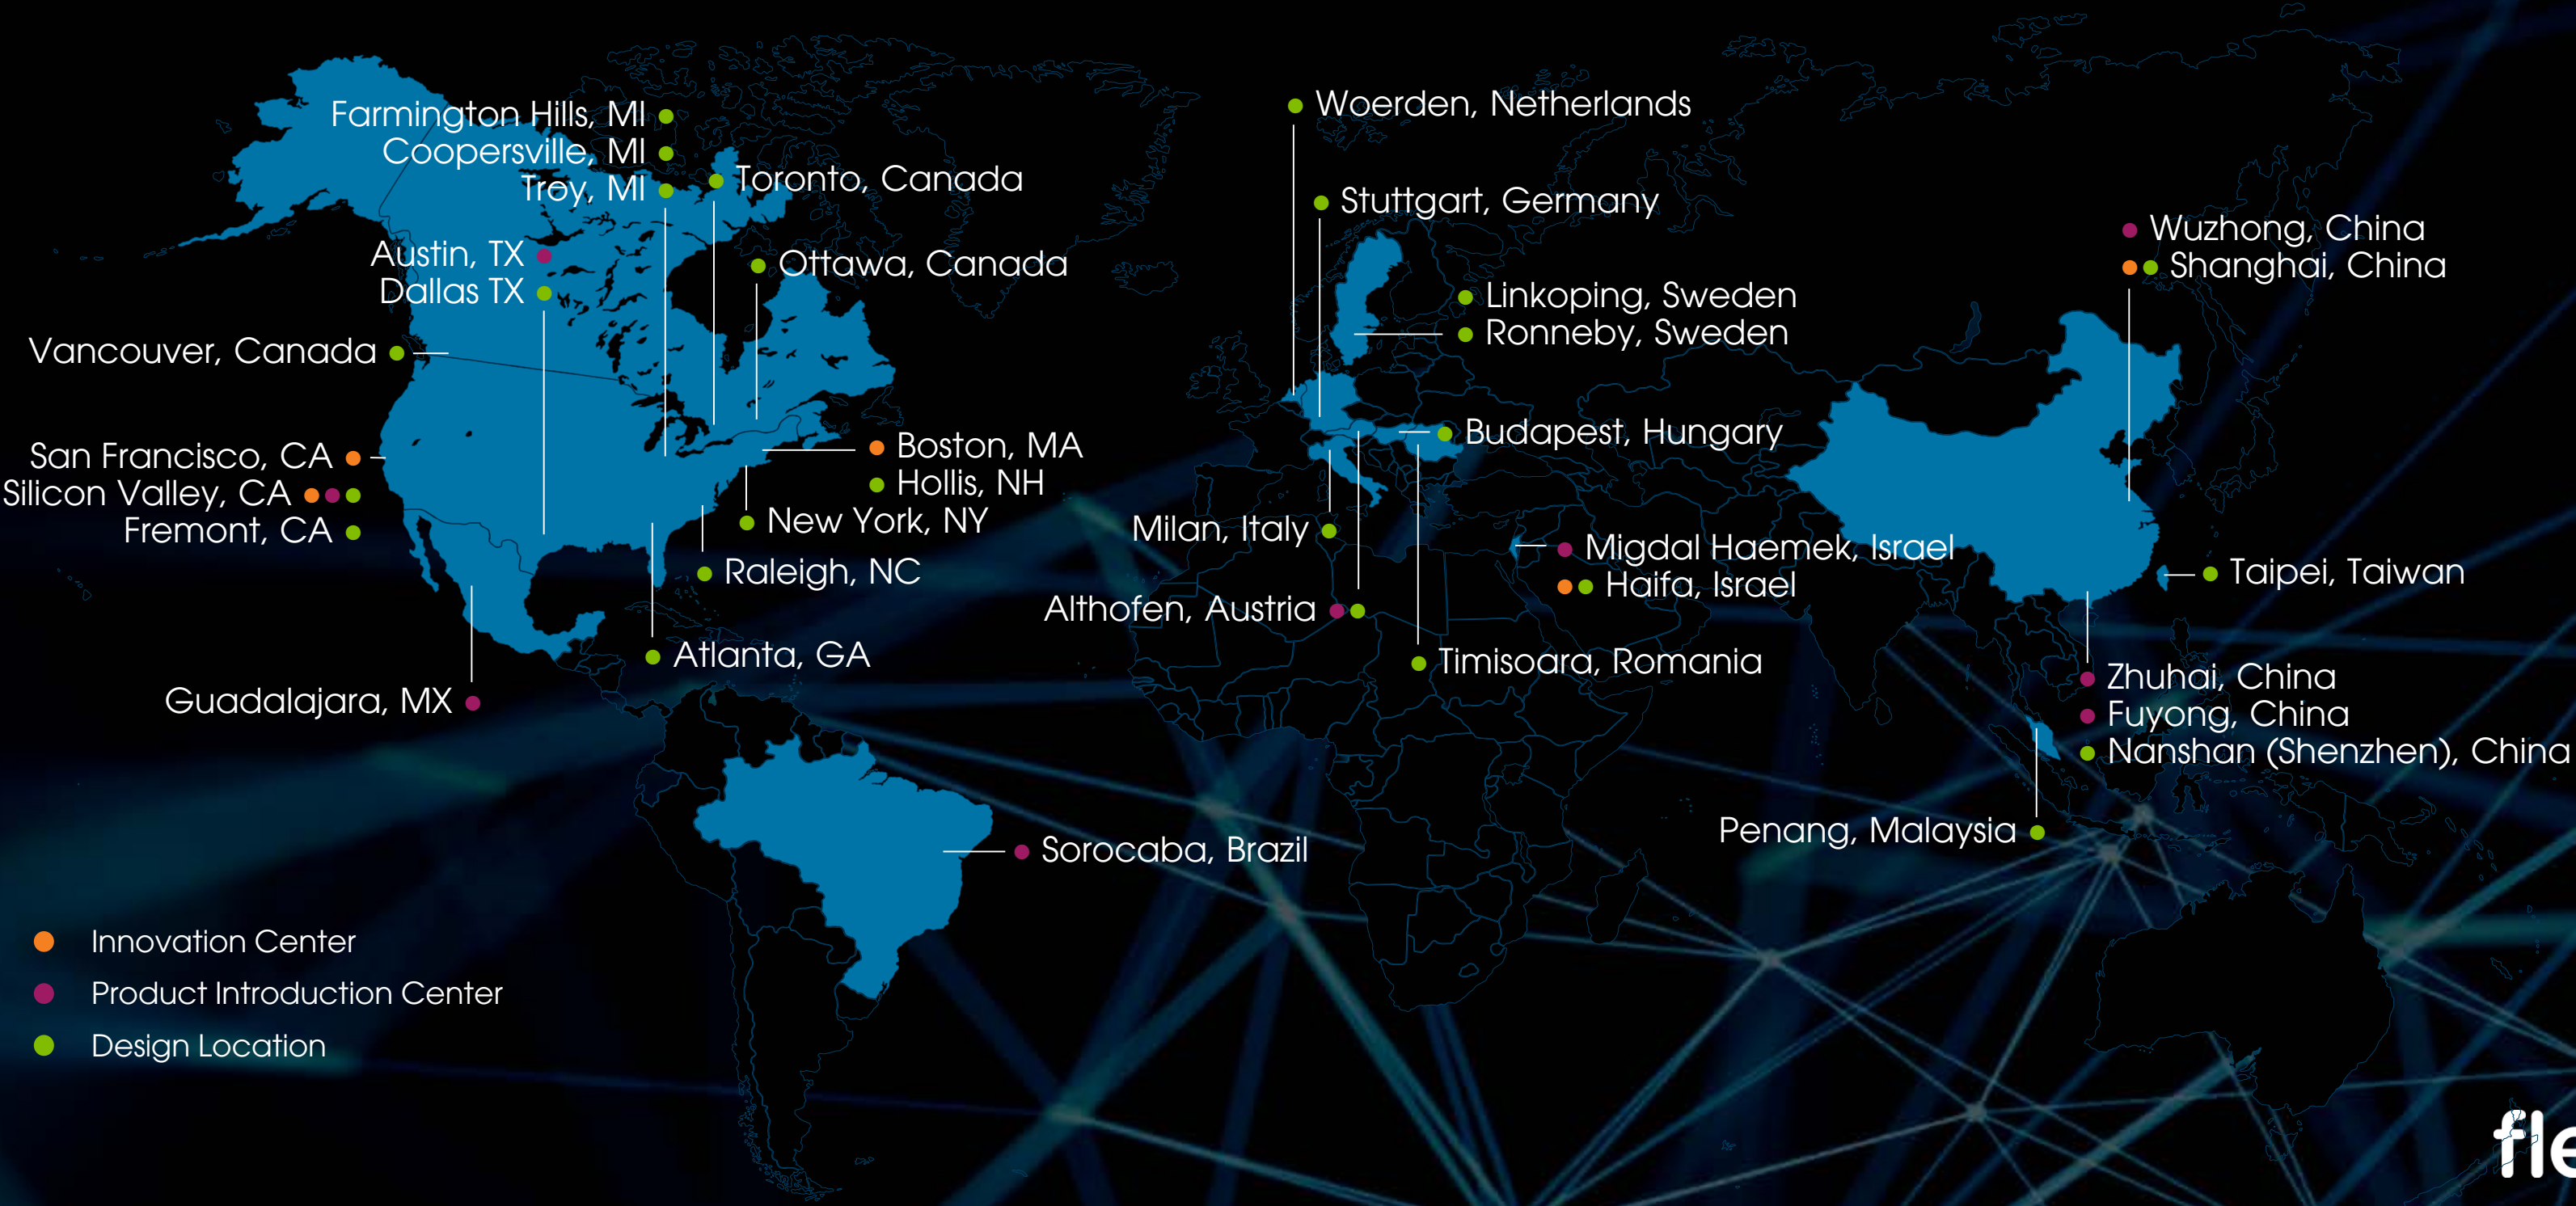 Farmington Hills, MI
Coopersville, MI
Troy, MI
Toronto, Canada
Austin, TX
Dallas TX
Ottawa, Canada
Vancouver, Canada
San Francisco, CA
Silicon Valley, CA
Fremont, CA
Boston, MA
Hollis, NH
New York, NY
Raleigh, NC
Atlanta, GA
Guadalajara, MX
Sorocaba, Brazil
Woerden, Netherlands
Stuttgart, Germany
Linkoping, Sweden
Ronneby, Sweden
Budapest, Hungary
Milan, Italy
Althofen, Austria
Timisoara, Romania
Migdal Haemek, Israel
Haifa, Israel
Wuzhong, China
Shanghai, China
Taipei, Taiwan
Zhuhai, China
Fuyong, China
Nanshan (Shenzhen), China
Penang, Malaysia
Innovation Center
Product Introduction Center
Design Location